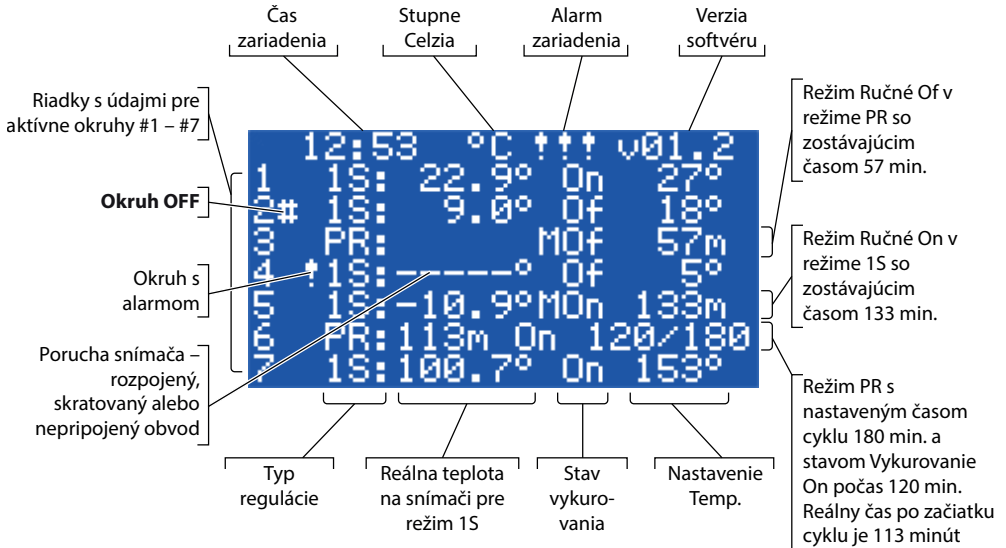 Čas
zariadenia
Stupne
Celzia
Alarm
zariadenia
Verzia
softvéru
Riadky s údajmi pre
aktívne okruhy #1 – #7
Okruh OFF
Okruh s
alarmom
Porucha snímača –
rozpojený,
skratovaný alebo
nepripojený obvod
12:53 °C !!! v01.2
1 1S: 22.9° On 27°
2# 1S: 9.0° Of 18°
3 PR: MOf 57m
4 !1S:-----° Of 5°
5 1S:-10.9°MOn 133m
6 PR:113m On 120/180
7 1S:100.7° On 153°
Režim Ručné Of v
režime PR so
zostávajúcim
časom 57 min.
Režim Ručné On v
režime 1S so
zostávajúcim
časom 133 min.
Režim PR s
nastaveným časom
cyklu 180 min. a
stavom Vykurovanie
On počas 120 min.
Reálny čas po začiatku
cyklu je 113 minút
Typ
regulácie
Reálna teplota
na snímači pre
režim 1S
Stav
vykuro-
vania
Nastavenie
Temp.